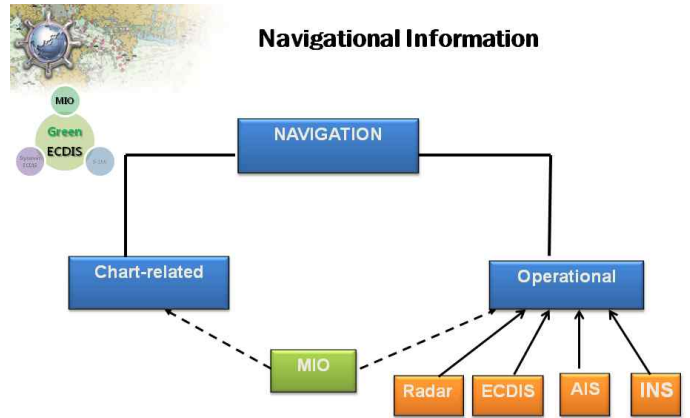 Navigational Information
MIO
Green
ECDIS
NAVIGATION
Chart-related
Operational
MIO
Radar
ECDIS
AIS
INS